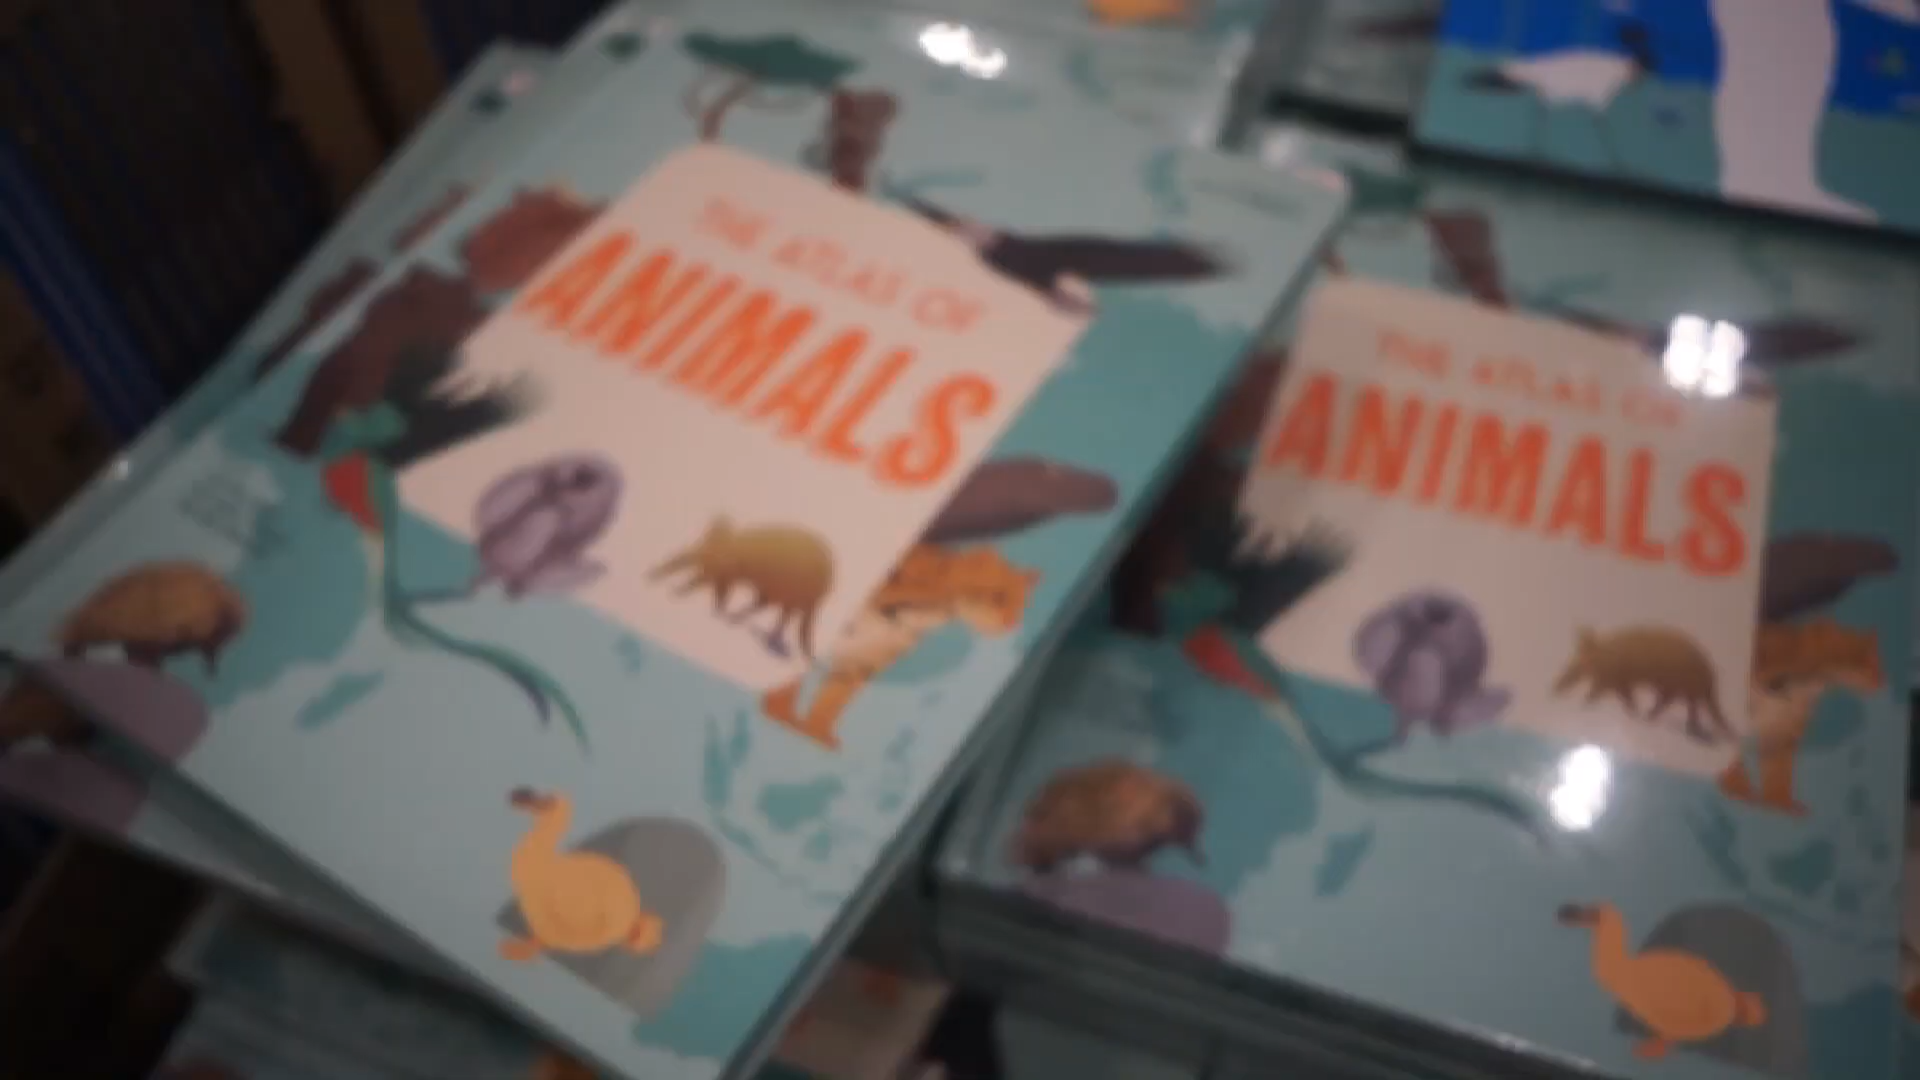 THE ATLAS OF
ANIMALS
THE ATLAS OF
ANIMALS